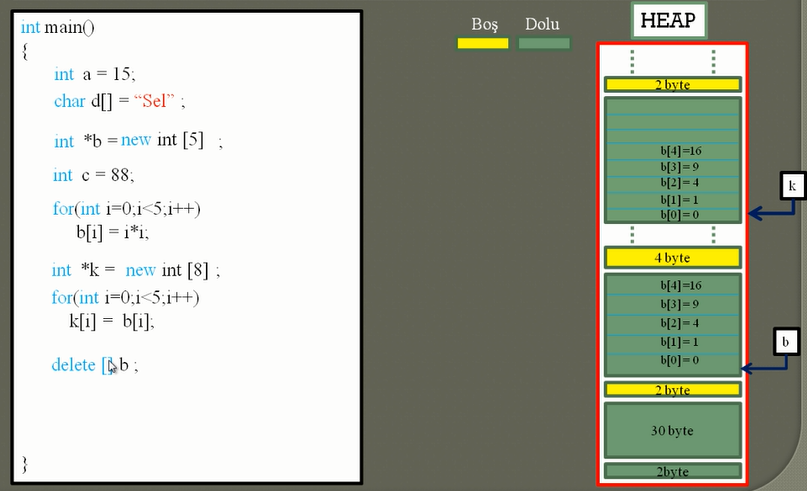 int main()
{
int a = 15;
char d[] = “Sel” ;
int *b = new int [5] ;
int c = 88;
for(int i=0;i<5;i++)
b[i] = i*i;
int *k = new int [8] ;
for(int i=0;i<5;i++)
k[i] = b[i];
delete [] b ;
}
Boş
Dolu
HEAP
2 byte
b[4]=16
b[3]= 9
b[2]= 4
b[1]= 1
b[0]= 0
k
4 byte
b[4]=16
b[3]= 9
b[2]= 4
b[1]= 1
b[0]= 0
b
2 byte
30 byte
2byte